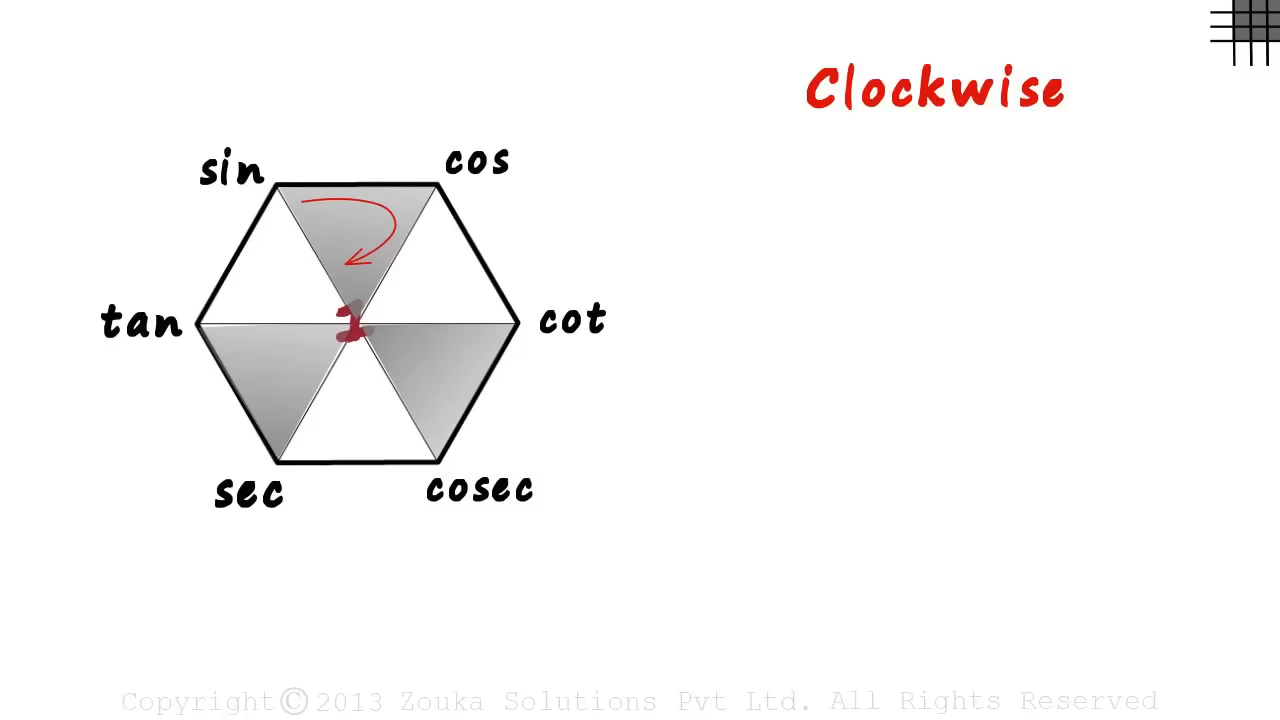 Clockwise
sin
cos
tan
1
cot
sec
cosec
Copyright© 2013 Zouka Solutions Pvt Ltd. All Rights Reserved